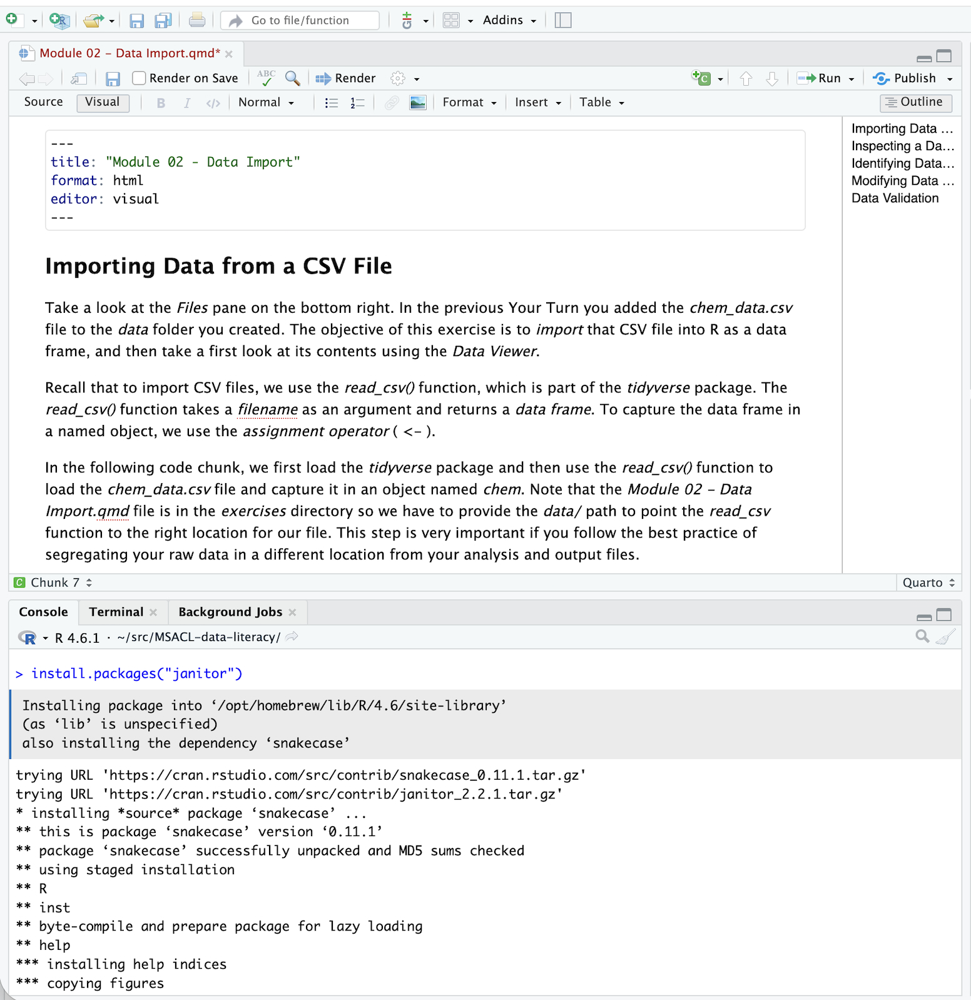 Go to file/function
Addins
Module 02 - Data Import.qmd*
Render on Save
ABC
Render
Run
Publish
Source
Visual
B
I
</>
Normal
Format
Insert
Table
Outline
---
title: "Module 02 - Data Import"
format: html
editor: visual
---
Importing Data from a CSV File
Take a look at the Files pane on the bottom right. In the previous Your Turn you added the chem_data.csv
file to the data folder you created. The objective of this exercise is to import that CSV file into R as a data
frame, and then take a first look at its contents using the Data Viewer.
Recall that to import CSV files, we use the read_csv() function, which is part of the tidyverse package. The
read_csv() function takes a filename as an argument and returns a data frame. To capture the data frame in
a named object, we use the assignment operator ( <- ).
In the following code chunk, we first load the tidyverse package and then use the read_csv() function to
load the chem_data.csv file and capture it in an object named chem. Note that the Module 02 – Data
Import.qmd file is in the exercises directory so we have to provide the data/ path to point the read_csv
function to the right location for our file. This step is very important if you follow the best practice of
segregating your raw data in a different location from your analysis and output files.
Importing Data ...
Inspecting a Da...
Identifying Data...
Modifying Data ...
Data Validation
C Chunk 7
Quarto
Console
Terminal
Background Jobs
R 4.6.1 · ~/src/MSACL-data-literacy/
> install.packages("janitor")
Installing package into ‘/opt/homebrew/lib/R/4.6/site-library’
(as ‘lib’ is unspecified)
also installing the dependency ‘snakecase’
trying URL 'https://cran.rstudio.com/src/contrib/snakecase_0.11.1.tar.gz'
trying URL 'https://cran.rstudio.com/src/contrib/janitor_2.2.1.tar.gz'
* installing *source* package ‘snakecase’ ...
** this is package ‘snakecase’ version ‘0.11.1’
** package ‘snakecase’ successfully unpacked and MD5 sums checked
** using staged installation
** R
** inst
** byte-compile and prepare package for lazy loading
** help
*** installing help indices
*** copying figures